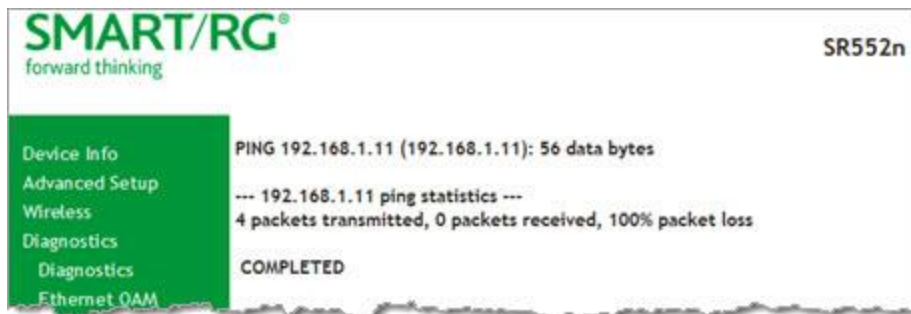 SMART/RG®
forward thinking
SR552n
Device Info
Advanced Setup
Wireless
Diagnostics
Diagnostics
Ethernet OAM
PING 192.168.1.11 (192.168.1.11): 56 data bytes
--- 192.168.1.11 ping statistics ---
4 packets transmitted, 0 packets received, 100% packet loss
COMPLETED